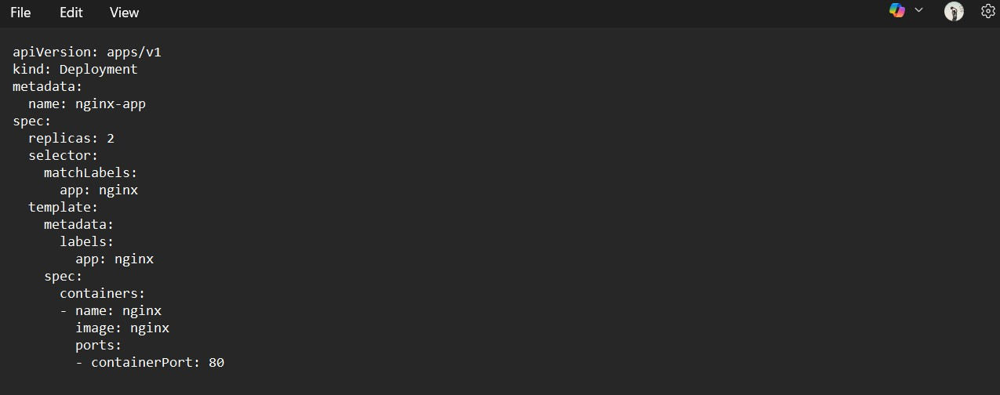 File Edit View
apiVersion: apps/v1
kind: Deployment
metadata:
  name: nginx-app
spec:
  replicas: 2
  selector:
    matchLabels:
      app: nginx
  template:
    metadata:
      labels:
        app: nginx
    spec:
      containers:
      - name: nginx
        image: nginx
        ports:
        - containerPort: 80